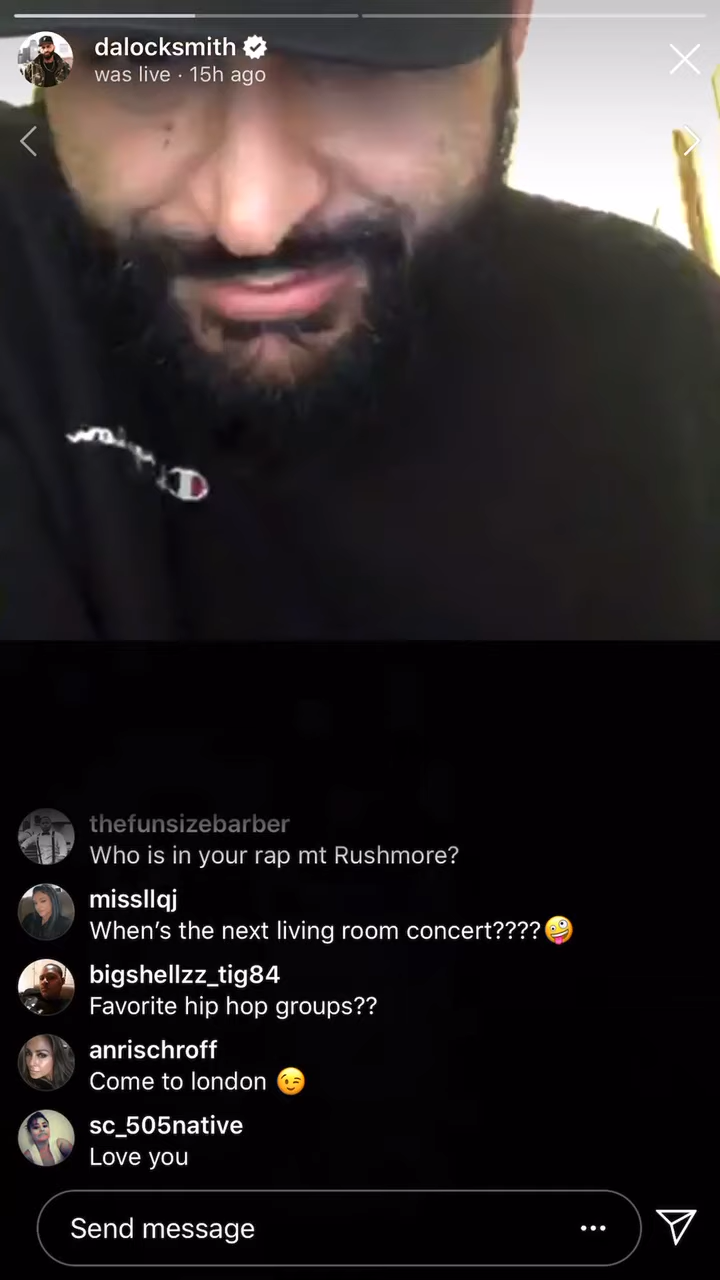 dalocksmith
was live · 15h ago
thefunsizebarber
Who is in your rap mt Rushmore?
missllqj
When's the next living room concert????🤪
bigshellzz_tig84
Favorite hip hop groups??
anrischroff
Come to london 😉
sc_505native
Love you
Send message